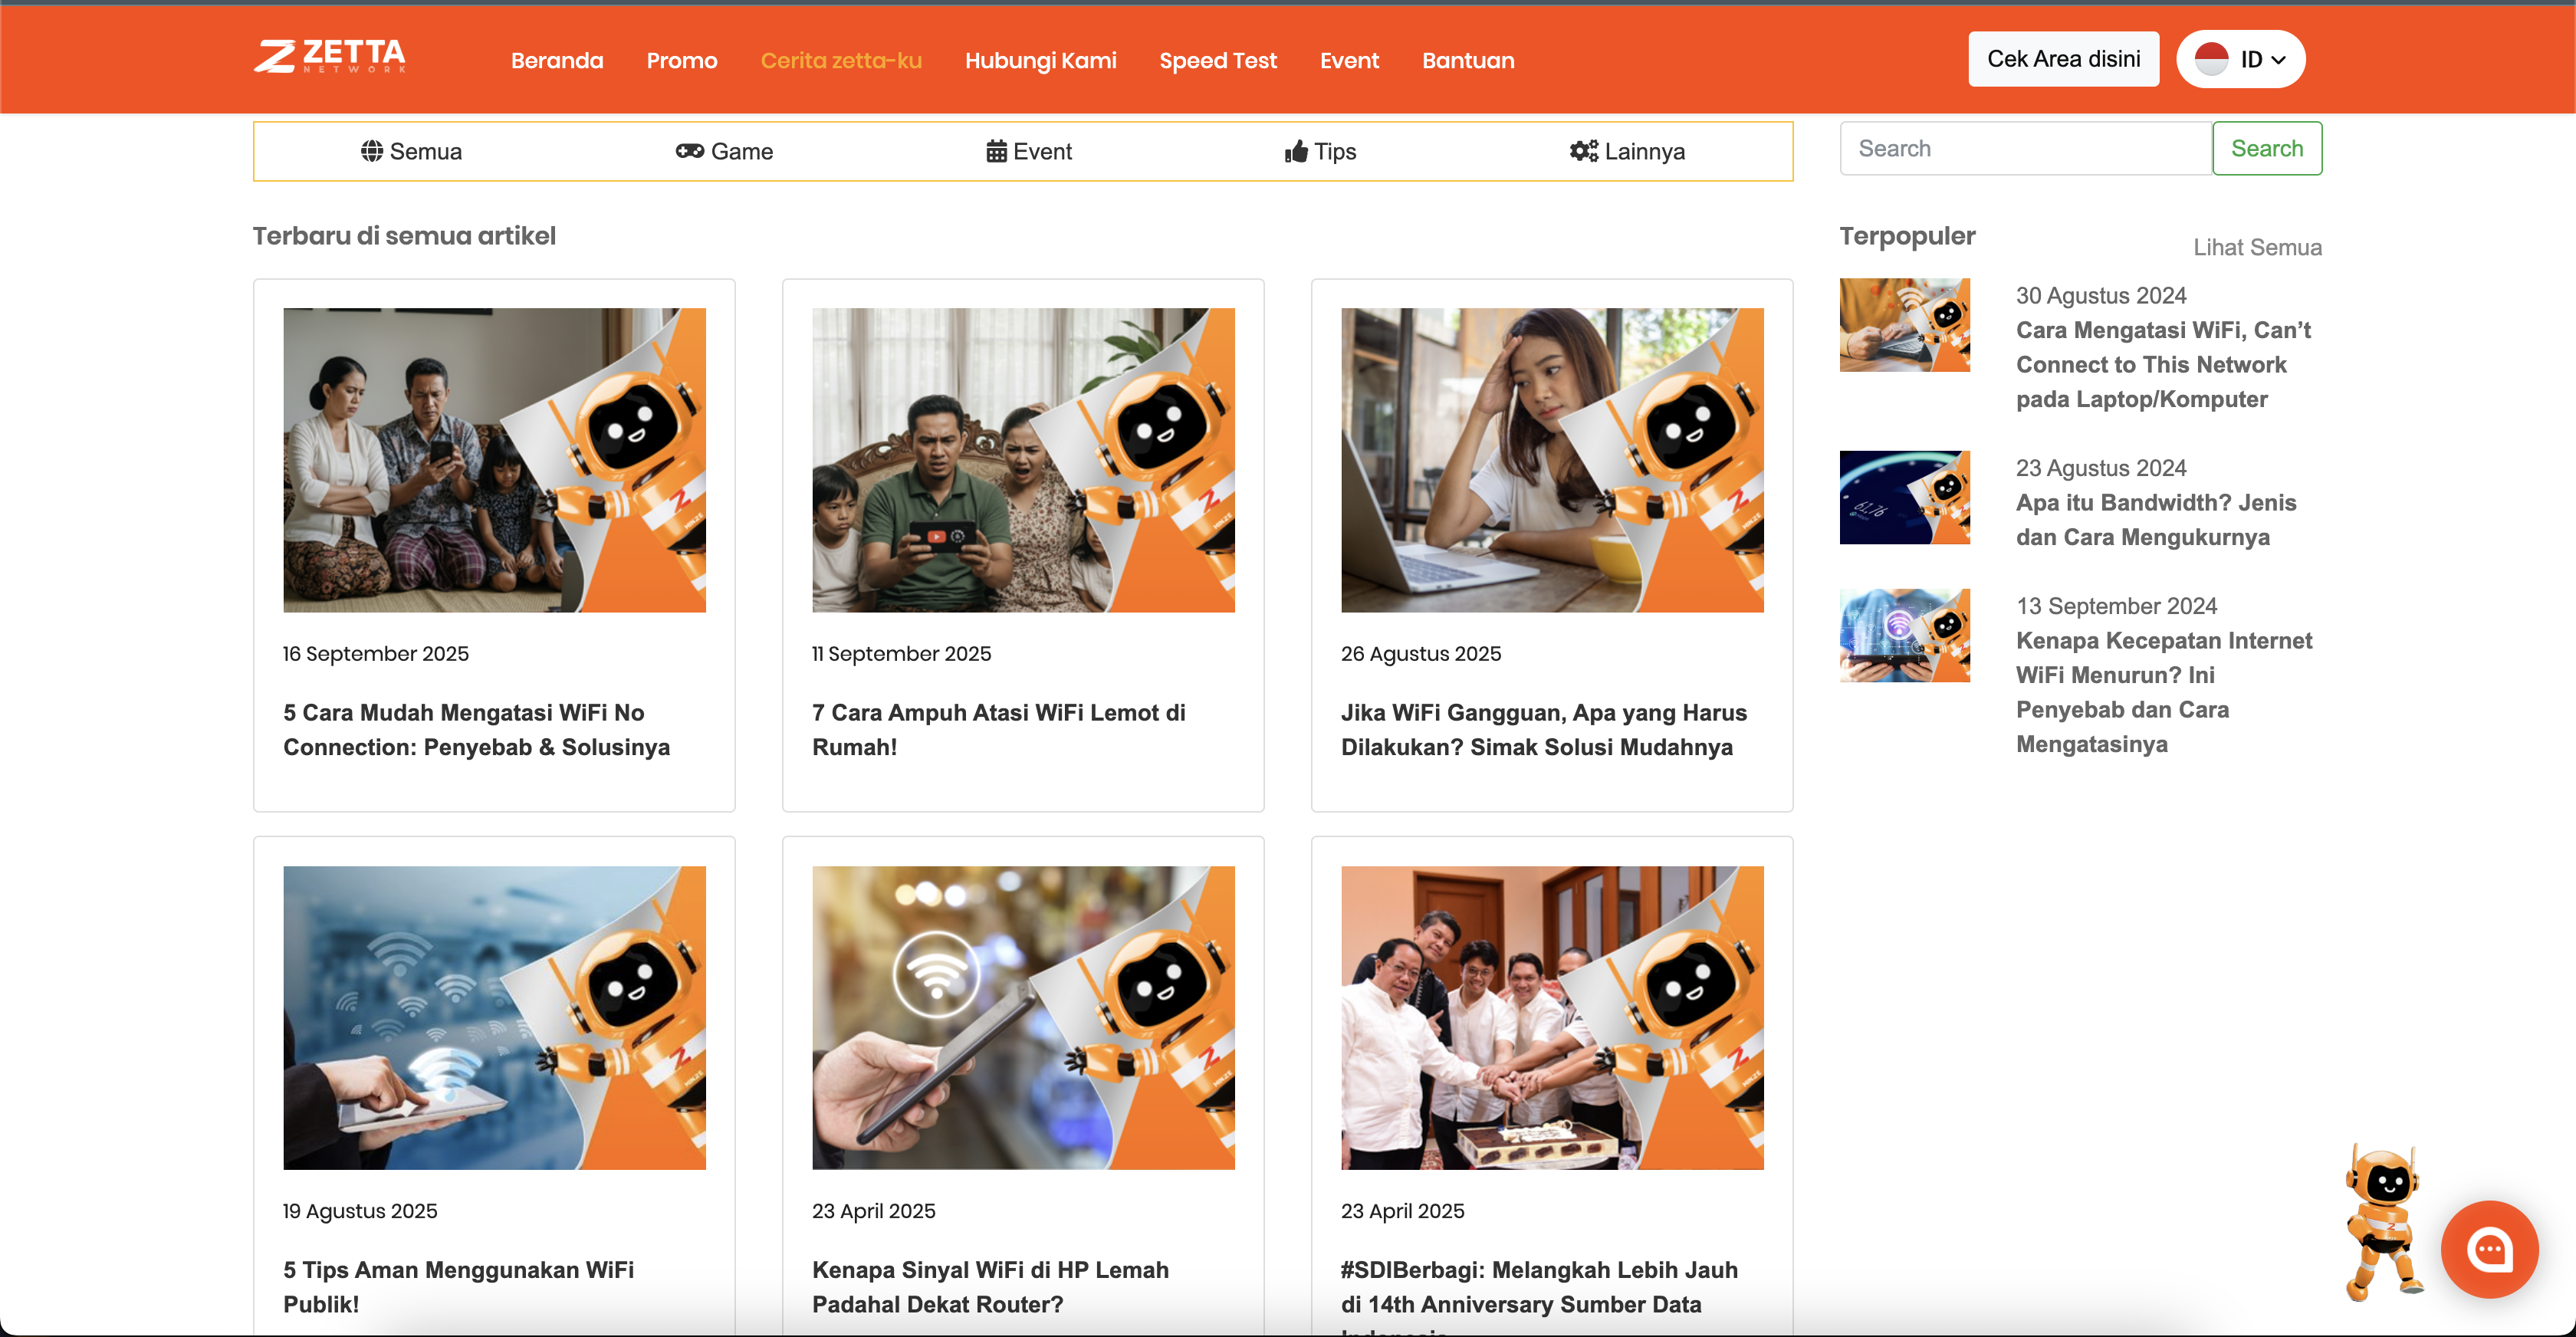 ZETTA
NETWORK
Beranda
Promo
Cerita zetta-ku
Hubungi Kami
Speed Test
Event
Bantuan
Cek Area disini
ID
Semua
Game
Event
Tips
Lainnya
Search
Search
Terbaru di semua artikel
16 September 2025
5 Cara Mudah Mengatasi WiFi No
Connection: Penyebab & Solusinya
11 September 2025
7 Cara Ampuh Atasi WiFi Lemot di
Rumah!
26 Agustus 2025
Jika WiFi Gangguan, Apa yang Harus
Dilakukan? Simak Solusi Mudahnya
19 Agustus 2025
5 Tips Aman Menggunakan WiFi
Publik!
23 April 2025
Kenapa Sinyal WiFi di HP Lemah
Padahal Dekat Router?
23 April 2025
#SDIBerbagi: Melangkah Lebih Jauh
di 14th Anniversary Sumber Data
Terpopuler
Lihat Semua
30 Agustus 2024
Cara Mengatasi WiFi, Can’t
Connect to This Network
pada Laptop/Komputer
23 Agustus 2024
Apa itu Bandwidth? Jenis
dan Cara Mengukurnya
61,76
13 September 2024
Kenapa Kecepatan Internet
WiFi Menurun? Ini
Penyebab dan Cara
Mengatasinya